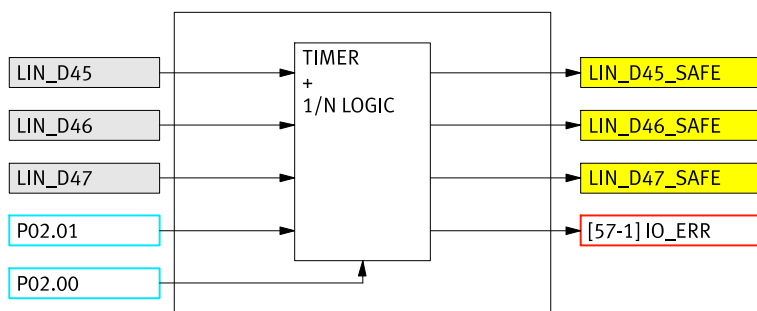 TIMER
+
1/N LOGIC
LIN_D45
LIN_D45_SAFE
LIN_D46
LIN_D46_SAFE
LIN_D47
LIN_D47_SAFE
P02.01
[57-1] IO_ERR
P02.00